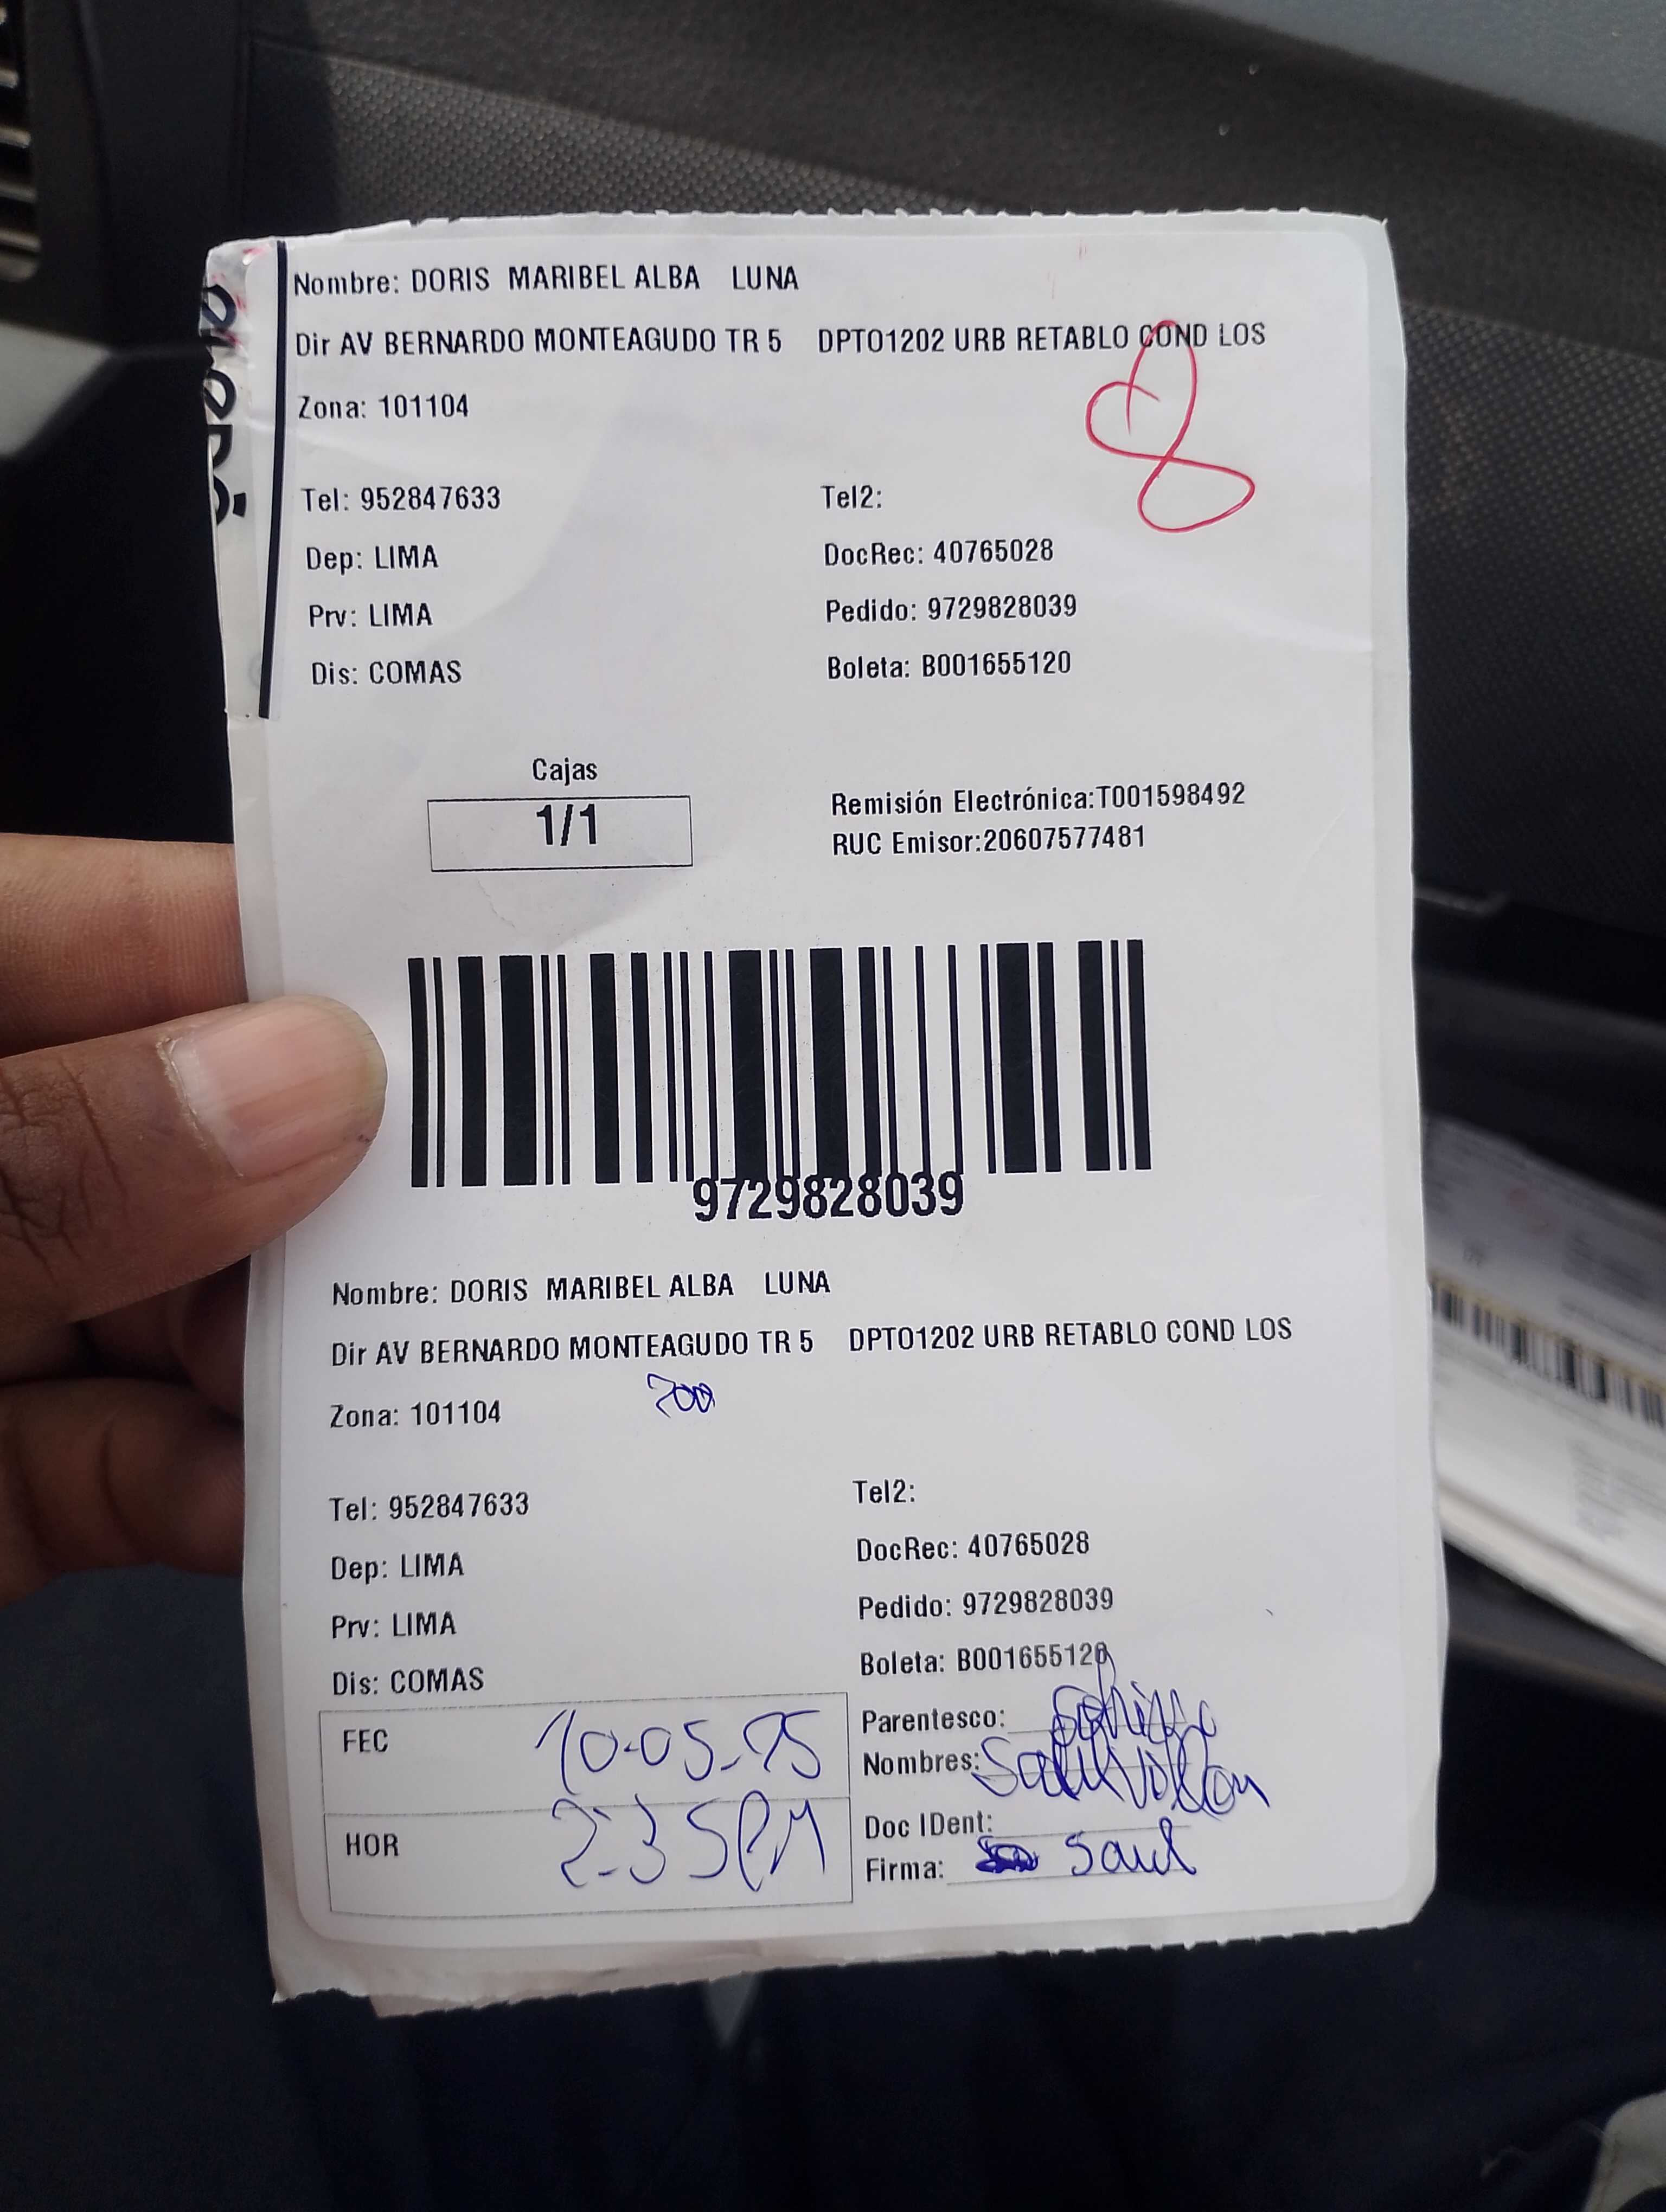 Nombre: DORIS MARIBEL ALBA LUNA
Dir AV BERNARDO MONTEAGUDO TR 5 DPTO1202 URB RETABLO COND LOS
8
Zona: 101104
Tel: 952847633 Tel2:
Dep: LIMA DocRec: 40765028
Prv: LIMA Pedido: 9729828039
Dis: COMAS Boleta: B001655120
Cajas
1/1
Remisión Electrónica:T001598492
RUC Emisor:20607577481
9729828039
Nombre: DORIS MARIBEL ALBA LUNA
Dir AV BERNARDO MONTEAGUDO TR 5 DPTO1202 URB RETABLO COND LOS
Zona: 101104 700
Tel: 952847633 Tel2:
Dep: LIMA DocRec: 40765028
Prv: LIMA Pedido: 9729828039
Dis: COMAS Boleta: B001655120
FEC 10-05-25
HOR 2:35 PM
Parentesco:
Nombres: Saul
Doc IDent:
Firma: Saul